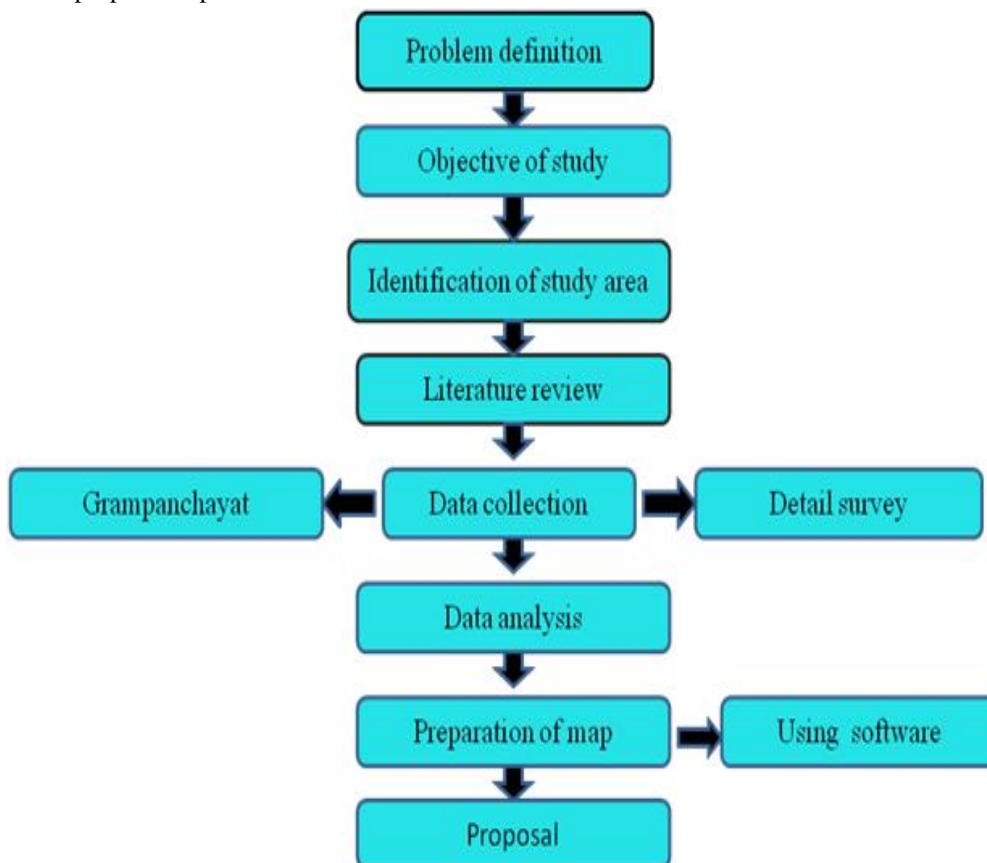 Problem definition
Objective of study
Identification of study area
Literature review
Grampanchayat
Data collection
Detail survey
Data analysis
Preparation of map
Using software
Proposal